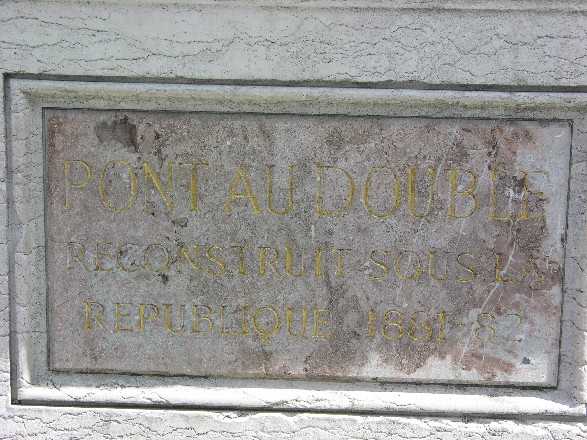 PONT AU DOUBLE
RECONSTRUIT SOUS LA
REPUBLIQUE 1881-82